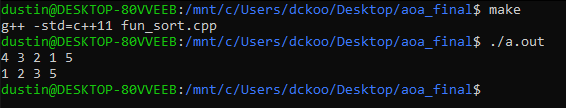 dustin@DESKTOP-80VVEEB:/mnt/c/Users/dckoo/Desktop/aoa_final$ make
g++ -std=c++11 fun_sort.cpp
dustin@DESKTOP-80VVEEB:/mnt/c/Users/dckoo/Desktop/aoa_final$ ./a.out
4 3 2 1 5
1 2 3 5
dustin@DESKTOP-80VVEEB:/mnt/c/Users/dckoo/Desktop/aoa_final$